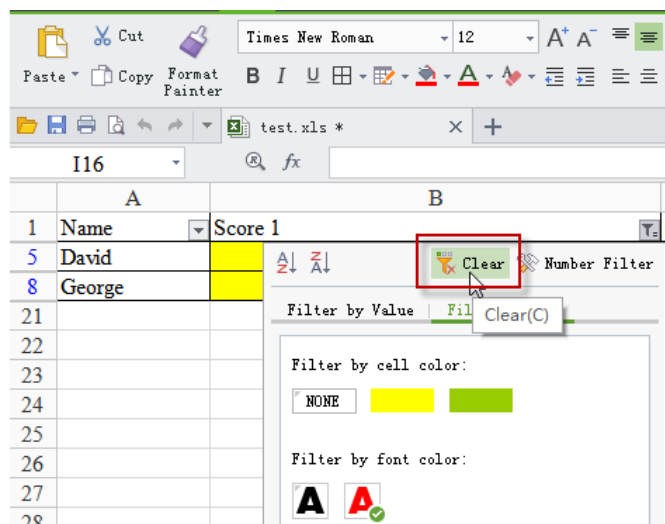 Cut
Times New Roman 12 A+ A-
Paste Copy Format Painter B I U A
test.xls *
I16 fx
A B
1 Name Score 1
5 David
8 George
Clear Number Filter
Clear(C)
Filter by Value Fil
21
22
23
24
25
26
27
28
Filter by cell color:
NONE
Filter by font color:
A A